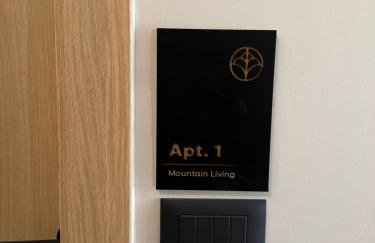 Apt. 1
Mountain Living